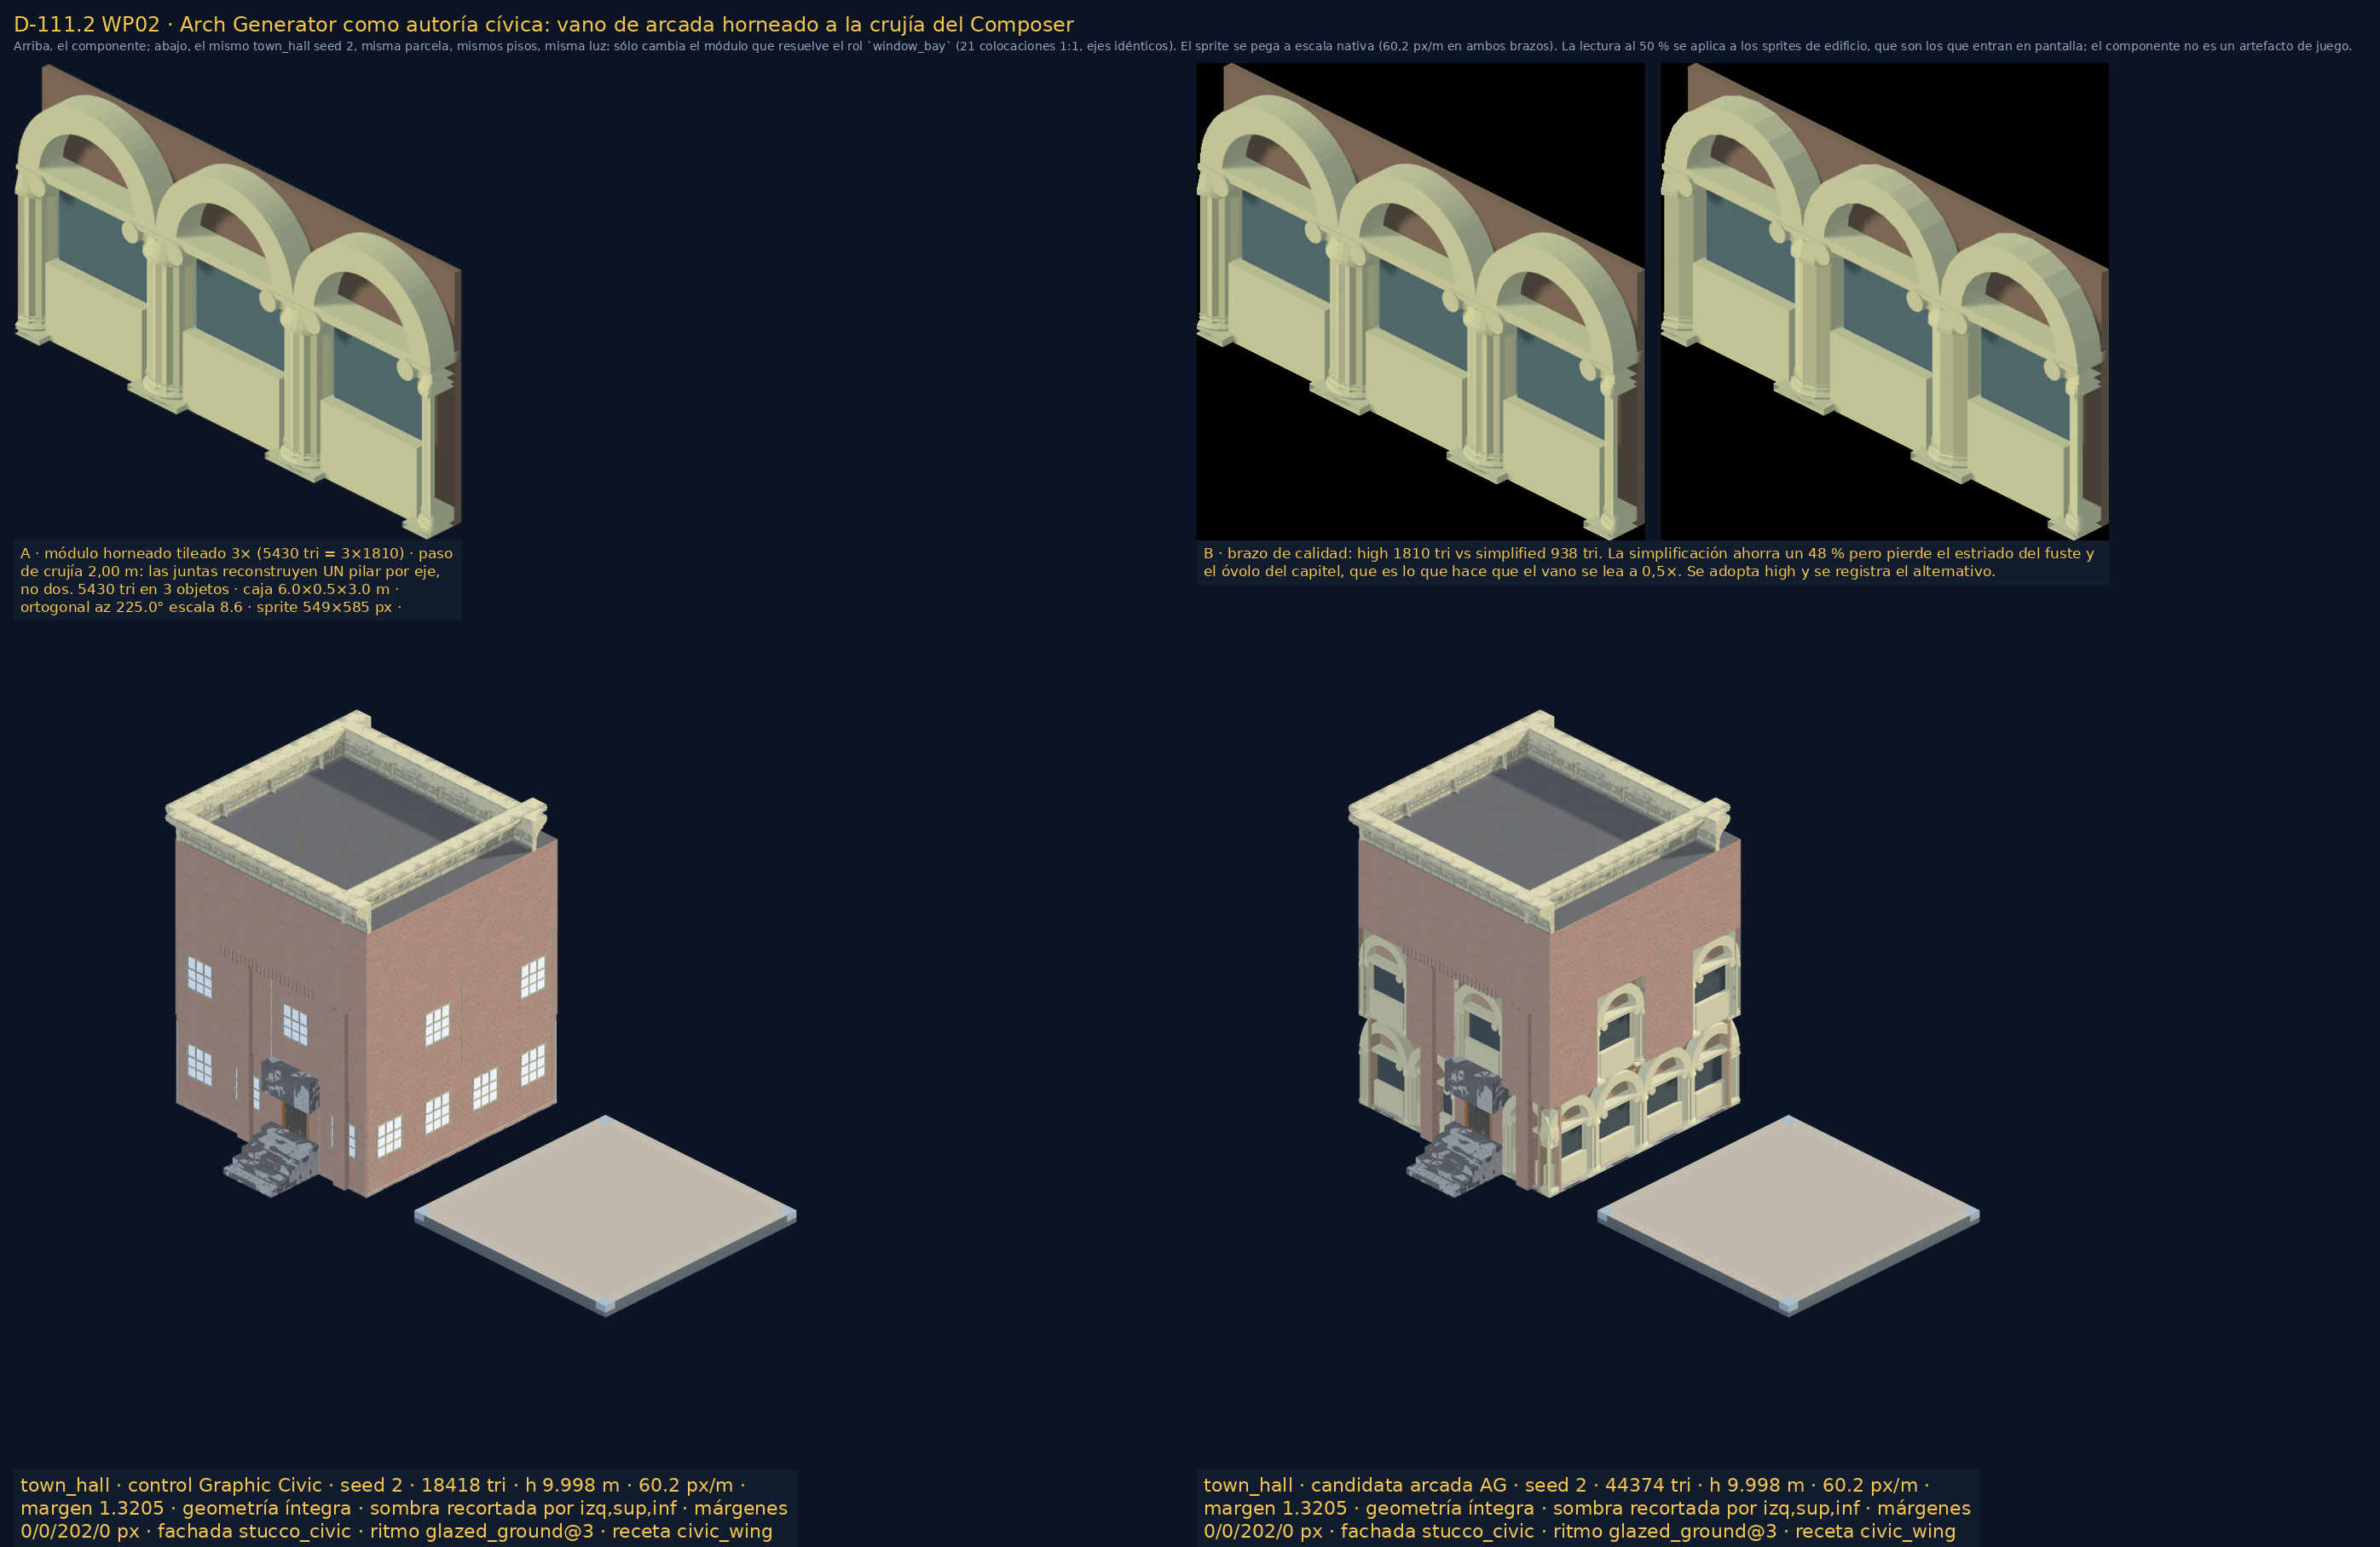 D-111.2 WP02 · Arch Generator como autoría cívica: vano de arcada horneado a la crujía del Composer
Arriba, el componente; abajo, el mismo town_hall seed 2, misma parcela, mismos pisos, misma luz: sólo cambia el módulo que resuelve el rol `window_bay` (21 colocaciones 1:1, ejes idénticos). El sprite se pega a escala nativa (60,2 px/m en ambos brazos). La lectura al 50 % se aplica a los sprites de edificio, que son los que entran en pantalla; el componente no es un artefacto de juego.
A · módulo horneado tileado 3× (5430 tri = 3×1810) · paso
de crujía 2,00 m: las juntas reconstruyen UN pilar por eje,
no dos. 5430 tri en 3 objetos · caja 6.0×0.5×3.0 m ·
ortogonal az 225.0° escala 8.6 · sprite 549×585 px ·
B · brazo de calidad: high 1810 tri vs simplified 938 tri. La simplificación ahorra un 48 % pero pierde el estriado del fuste y
el óvolo del capitel, que es lo que hace que el vano se lea a 0,5×. Se adopta high y se registra el alternativo.
town_hall · control Graphic Civic · seed 2 · 18418 tri · h 9.998 m · 60.2 px/m ·
margen 1.3205 · geometría íntegra · sombra recortada por izq,sup,inf · márgenes
0/0/202/0 px · fachada stucco_civic · ritmo glazed_ground@3 · receta civic_wing
town_hall · candidata arcada AG · seed 2 · 44374 tri · h 9.998 m · 60.2 px/m ·
margen 1.3205 · geometría íntegra · sombra recortada por izq,sup,inf · márgenes
0/0/202/0 px · fachada stucco_civic · ritmo glazed_ground@3 · receta civic_wing